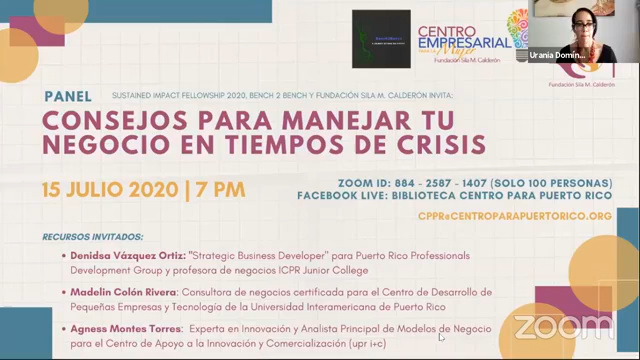 CENTRO
EMPRESARIAL
Mujer
Fundación Sila M. Calderón
Urania Domín...
Fundación Sila M. Calderón
PANEL
SUSTAINED IMPACT FELLOWSHIP 2020, BENCH 2 BENCH Y FUNDACIÓN SILA M. CALDERON INVITA:
CONSEJOS PARA MANEJAR TU
NEGOCIO EN TIEMPOS DE CRISIS
15 JULIO 2020 | 7 PM
ZOOM ID: 884 - 2587 - 1407 (SOLO 100 PERSONAS)
FACEBOOK LIVE: BIBLIOTECA CENTRO PARA PUERTO RICO
CPPR@CENTROPARAPUERTORICO.ORG
RECURSOS INVITADOS:
• Denidsa Vázquez Ortiz: "Strategic Business Developer" para Puerto Rico Professionals
Development Group y profesora de negocios ICPR Junior College
• Madelin Colón Rivera: Consultora de negocios certificada para el Centro de Desarrollo de
Pequeñas Empresas y Tecnología de la Universidad Interamericana de Puerto Rico
• Agness Montes Torres: Experta en Innovación y Analista Principal de Modelos de Negocio
para el Centro de Apoyo a la Innovación y Comercialización (upr i+c)
zoom